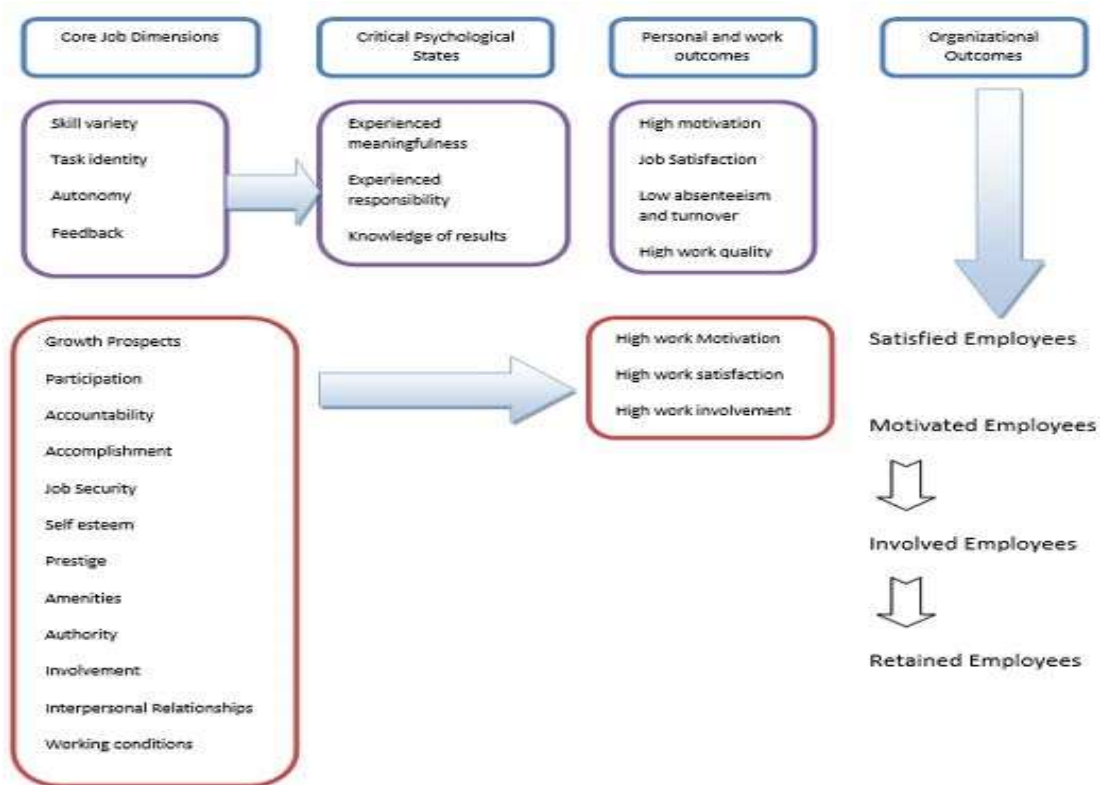 Core Job Dimensions
Critical Psychological
States
Personal and work
outcomes
Organizational
Outcomes
Skill variety
Task identity
Autonomy
Feedback
Experienced
meaningfulness
Experienced
responsibility
Knowledge of results
High motivation
Job Satisfaction
Low absenteeism
and turnover
High work quality
Growth Prospects
Participation
Accountability
Accomplishment
Job Security
Self esteem
Prestige
Amenities
Authority
Involvement
Interpersonal Relationships
Working conditions
High work Motivation
High work satisfaction
High work involvement
Satisfied Employees
Motivated Employees
Involved Employees
Retained Employees